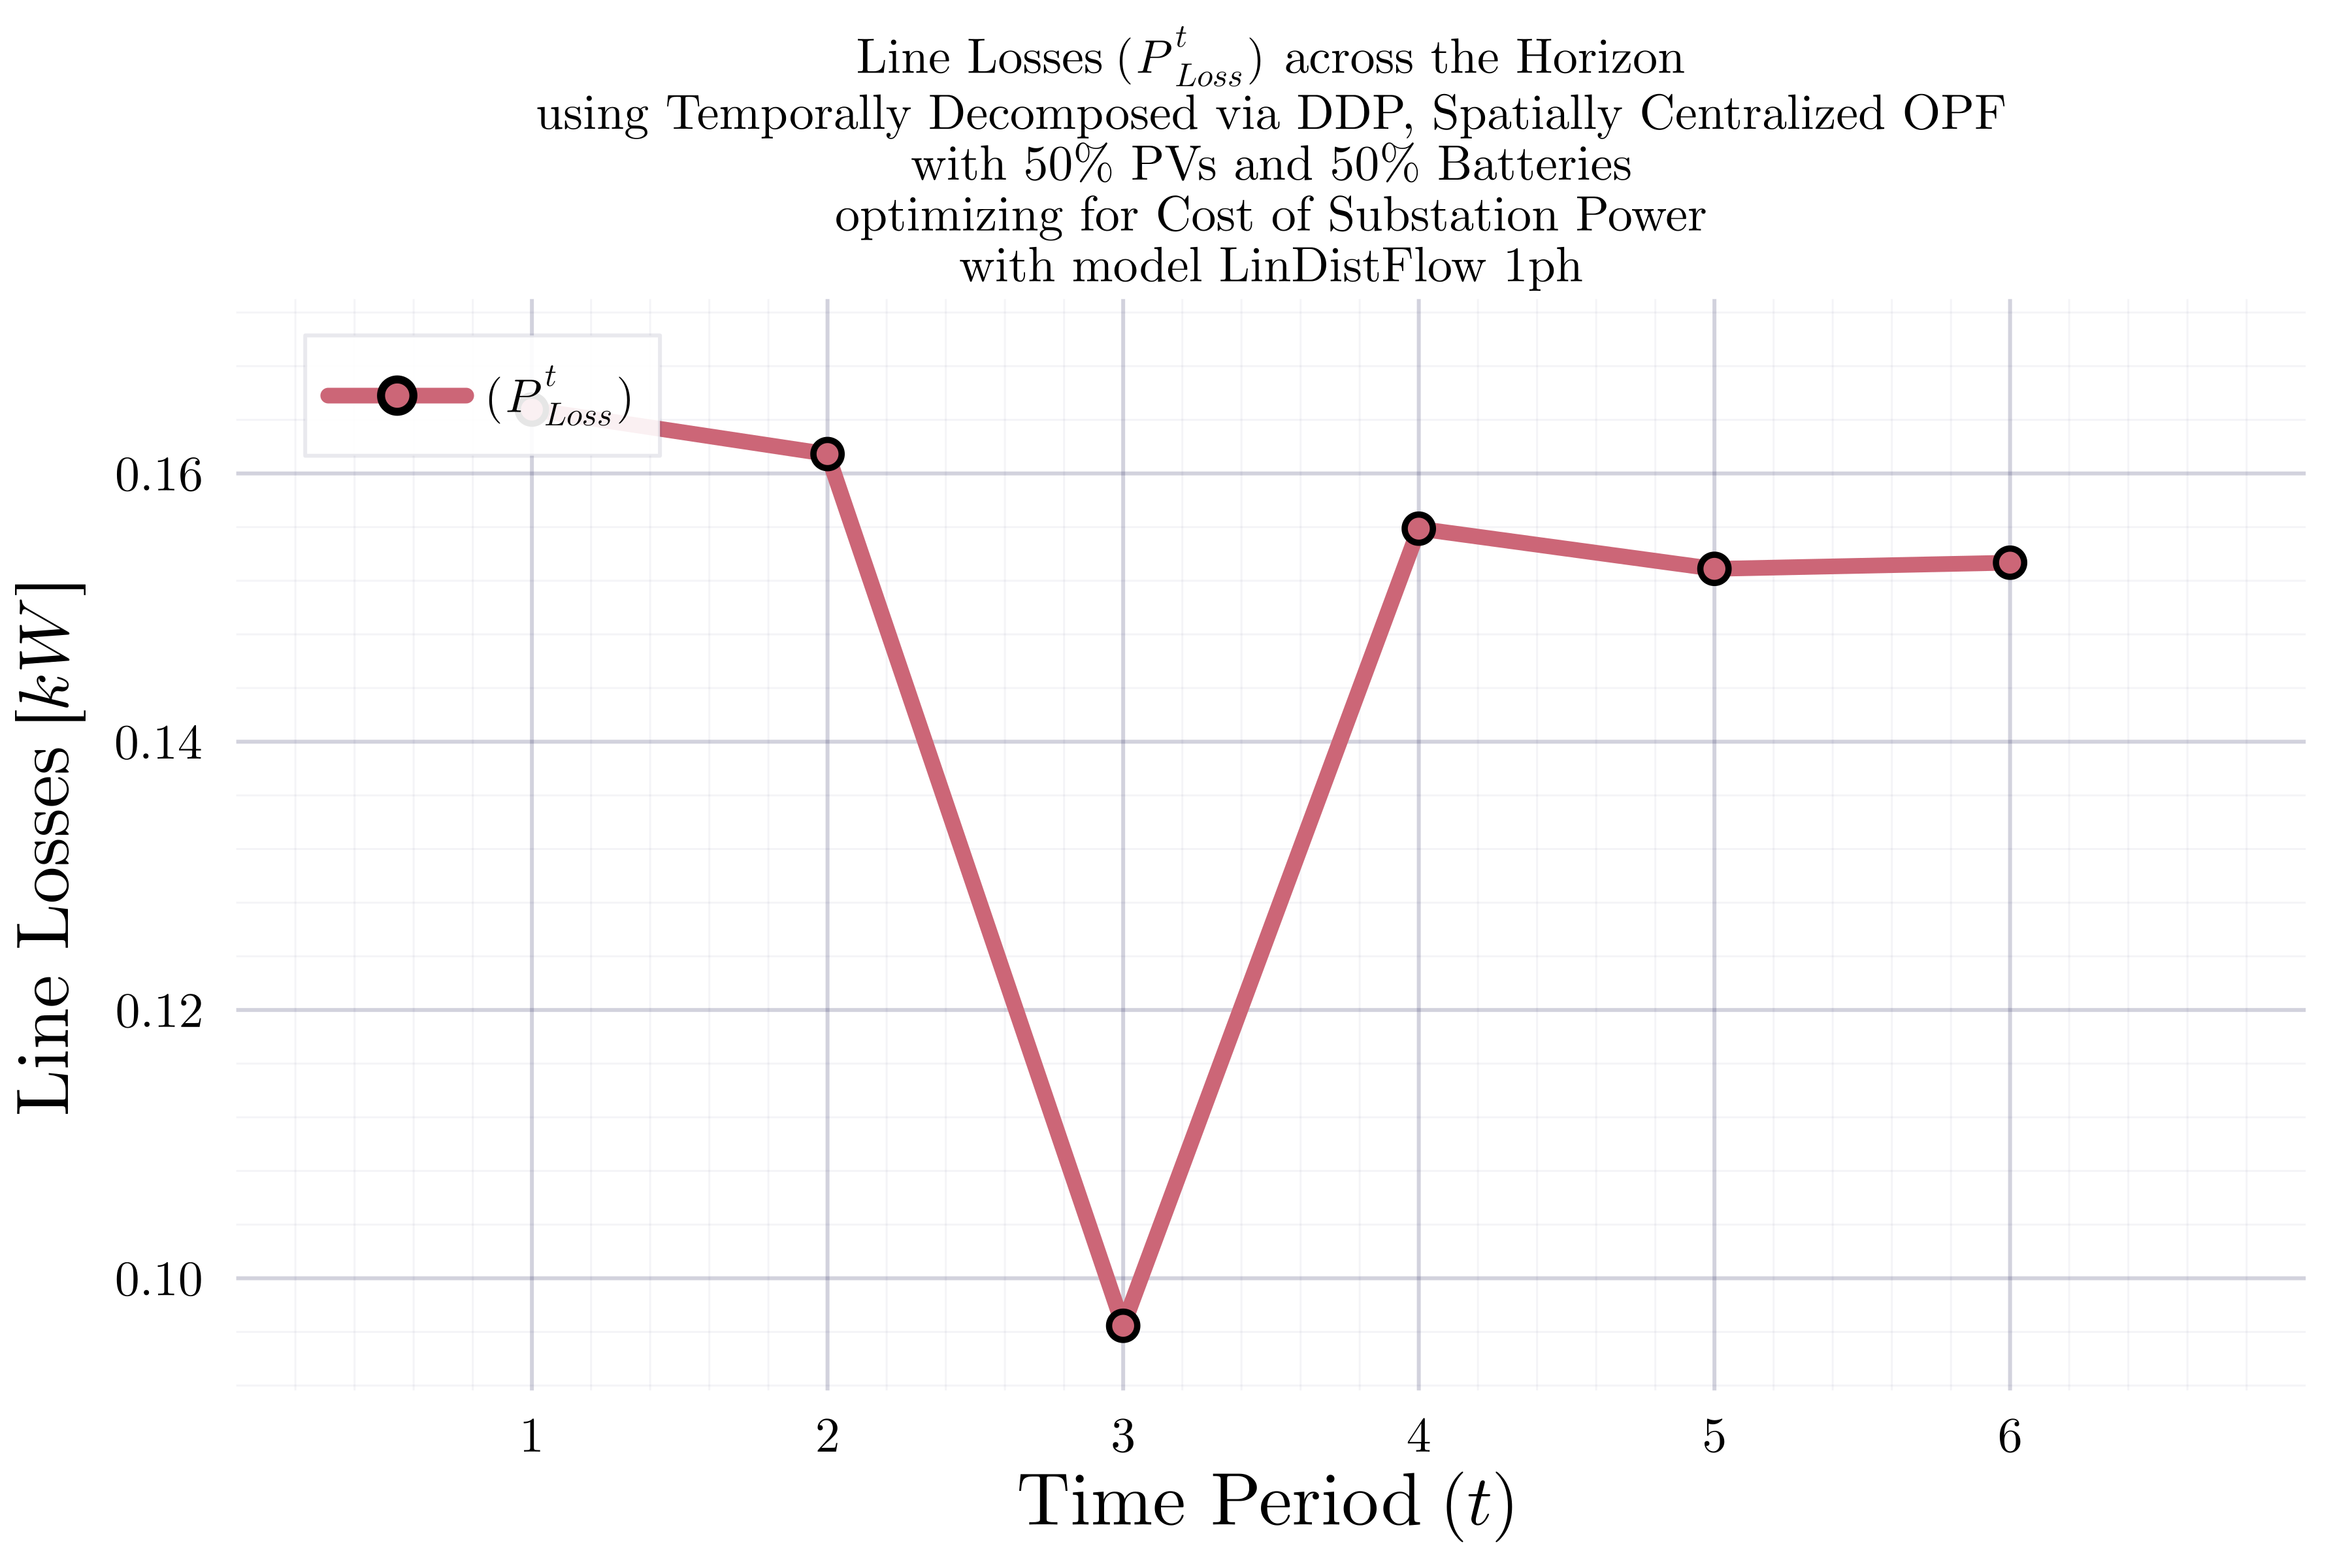 Line Losses (P^t_Loss) across the Horizon
using Temporally Decomposed via DDP, Spatially Centralized OPF
with 50% PVs and 50% Batteries
optimizing for Cost of Substation Power
with model LinDistFlow 1ph
(P^t_Loss)
0.16
0.14
0.12
0.10
Line Losses [kW]
1 2 3 4 5 6
Time Period (t)